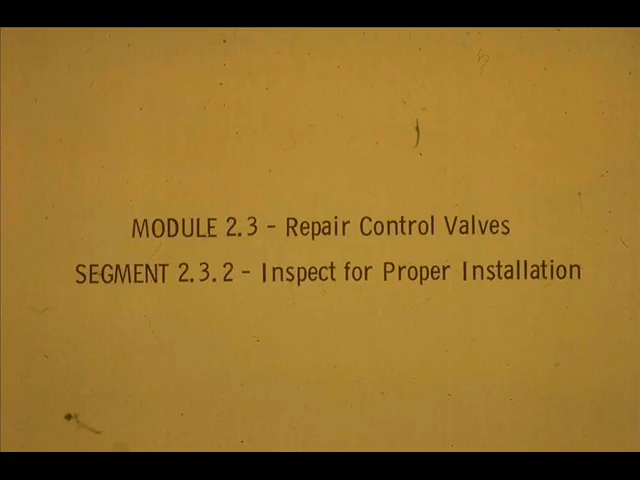 MODULE 2.3 - Repair Control Valves
SEGMENT 2.3.2 - Inspect for Proper Installation